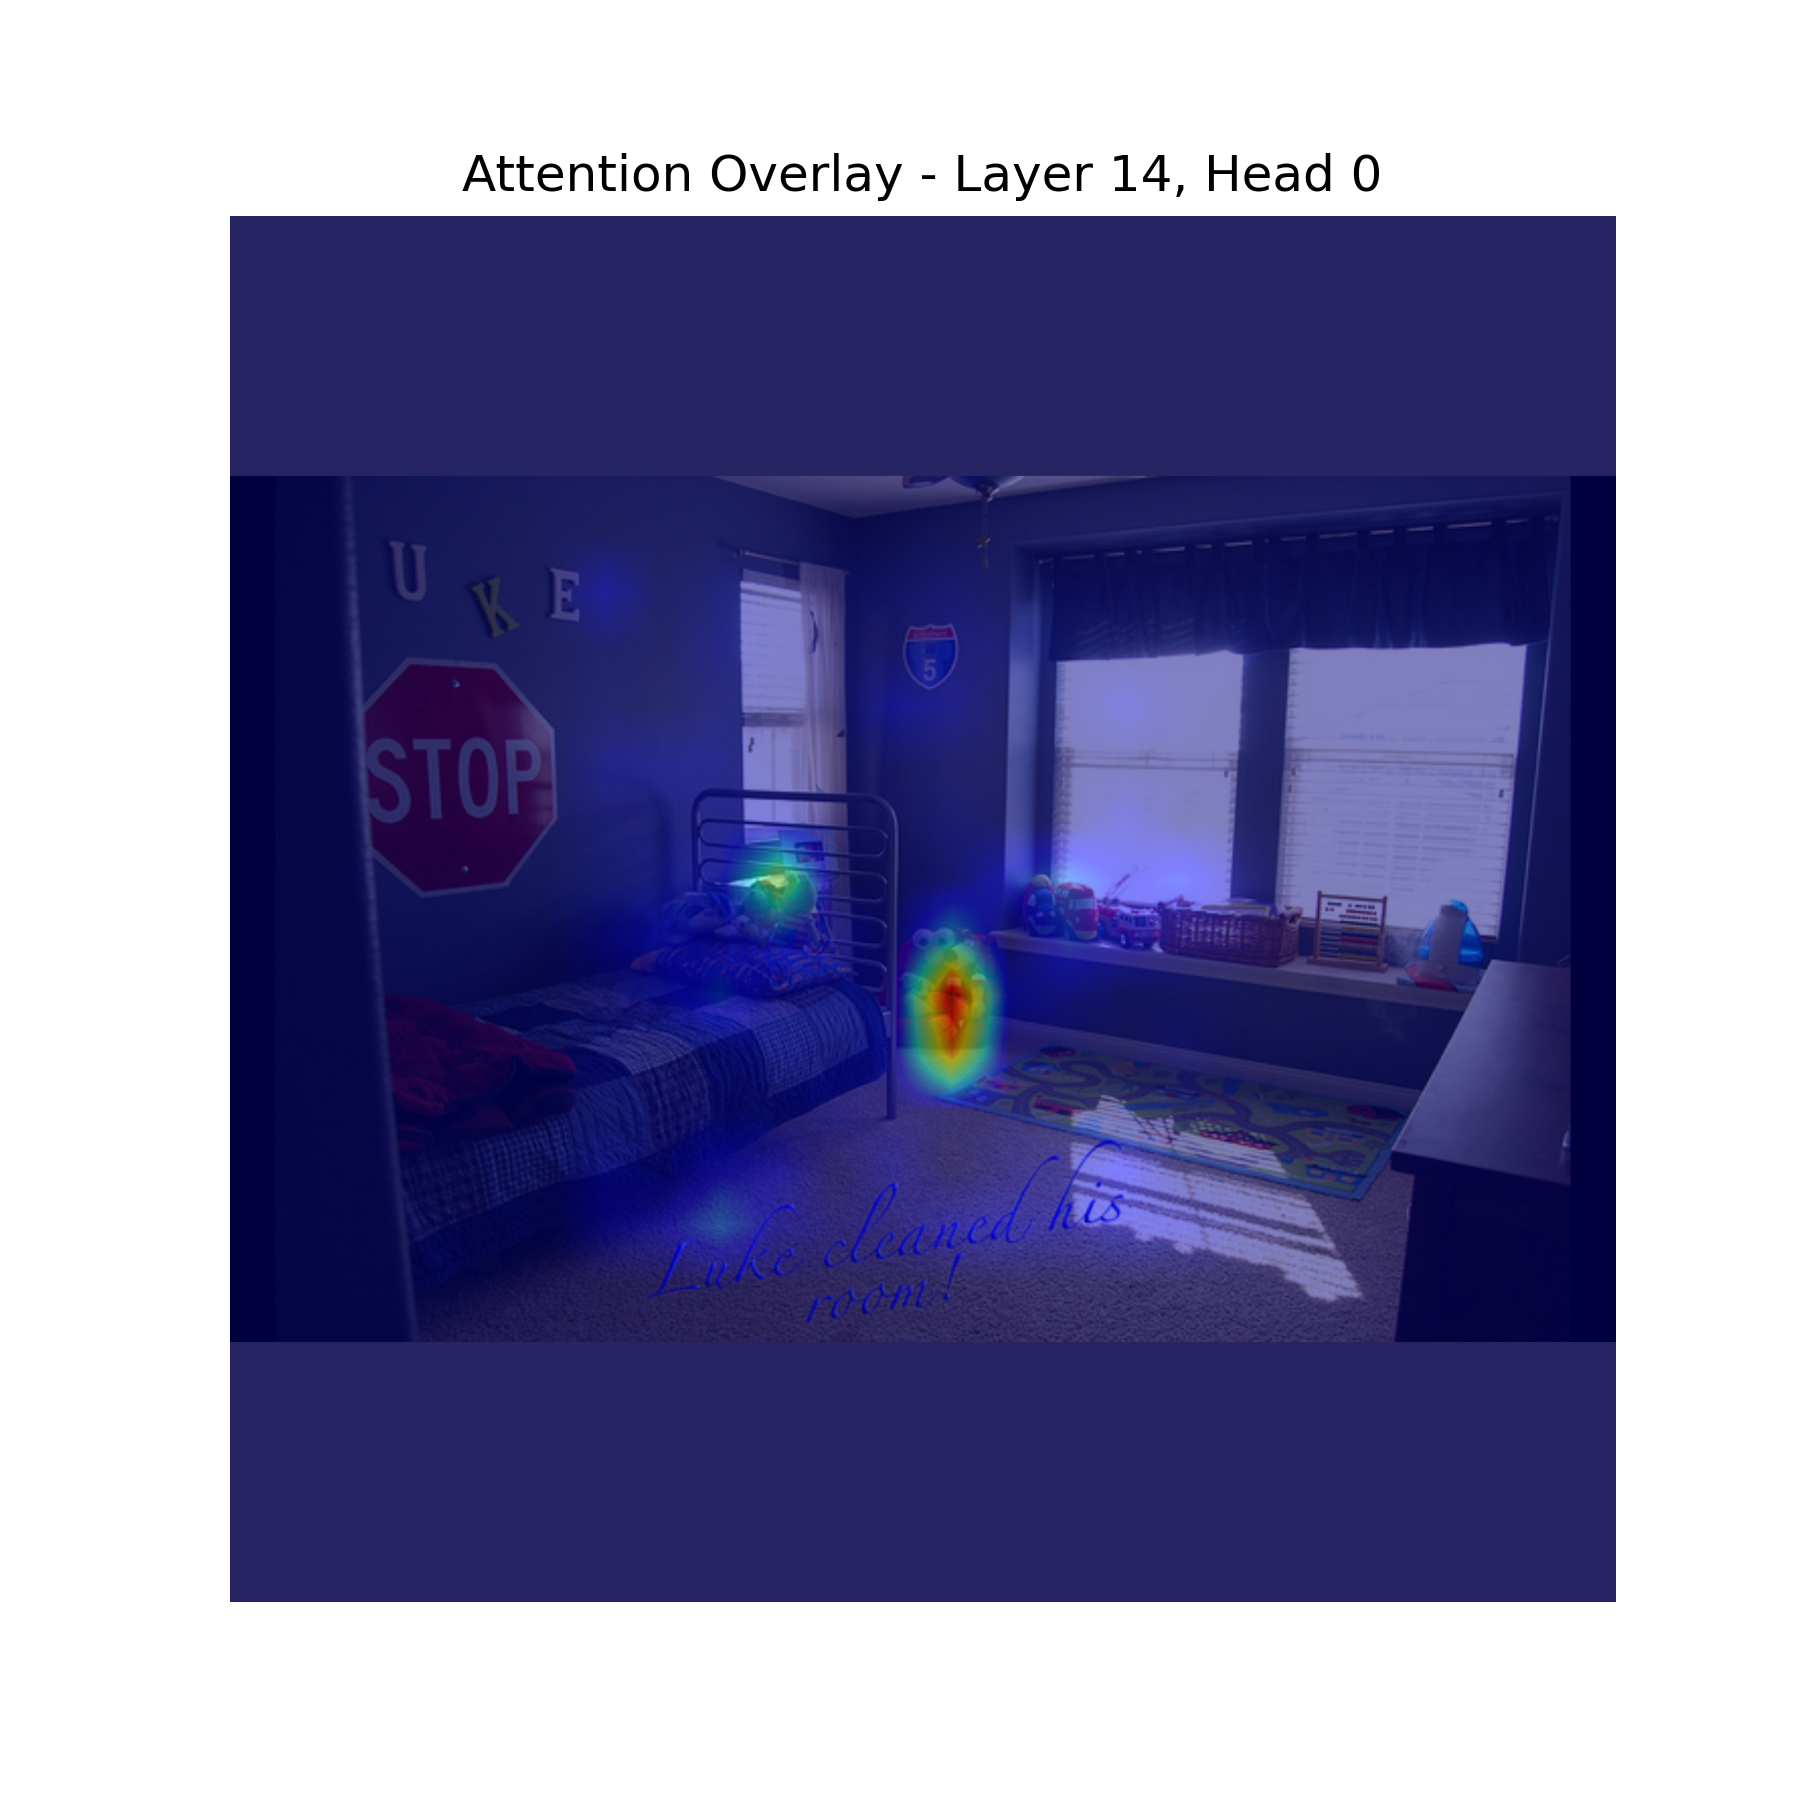 Attention Overlay - Layer 14, Head 0
U K E
STOP
5
Luke cleaned his
room!